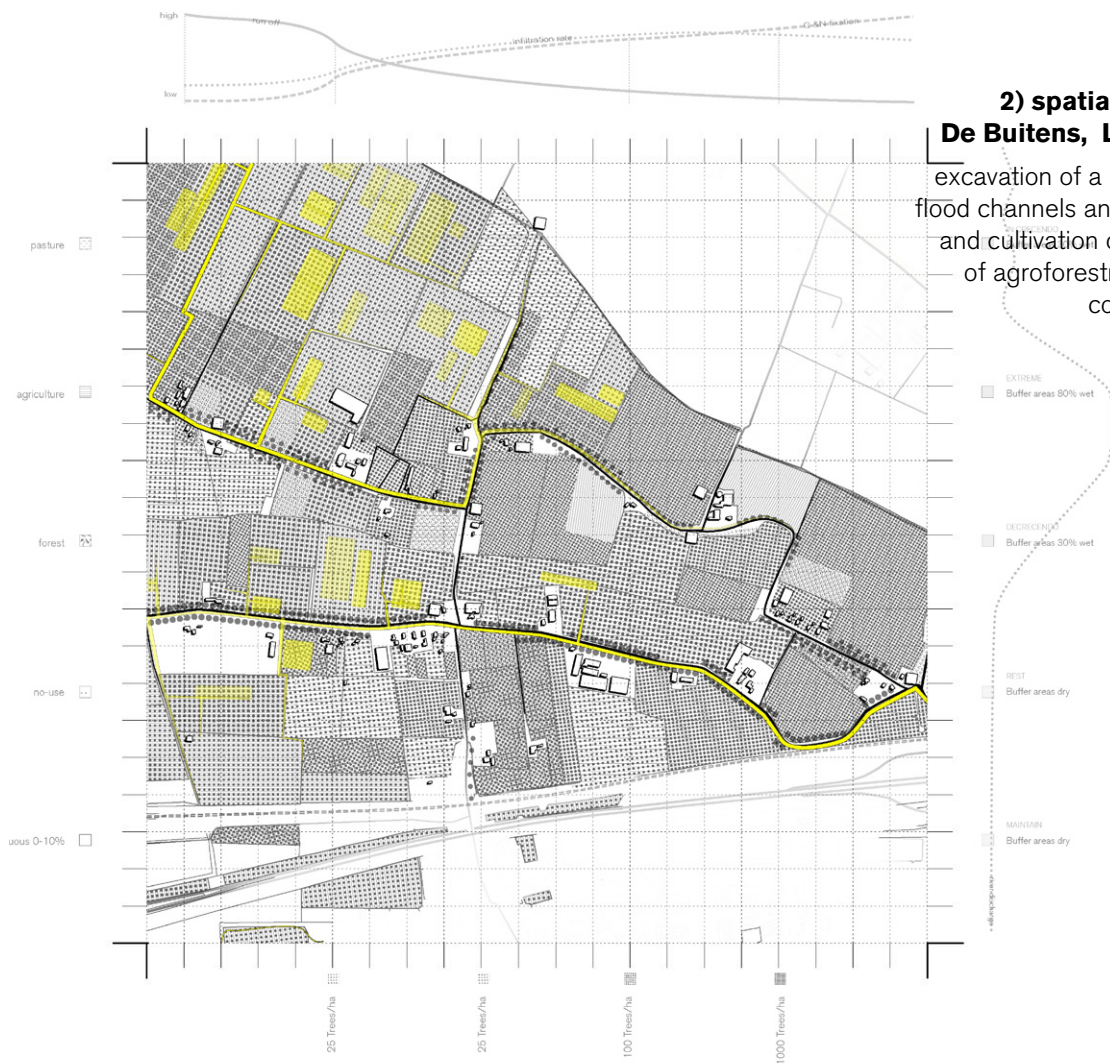 high
run off
infiltration rate
C- & N-fixation
low
2) spatia
De Buitens, L
excavation of a
flood channels an
and cultivation o
of agroforestr
co
pasture
agriculture
EXTREME
Buffer areas 80% wet
forest
DECRECENDO
Buffer areas 30% wet
no-use
REST
Buffer areas dry
uous 0-10%
MAINTAIN
Buffer areas dry
25 Trees/ha
25 Trees/ha
100 Trees/ha
1000 Trees/ha